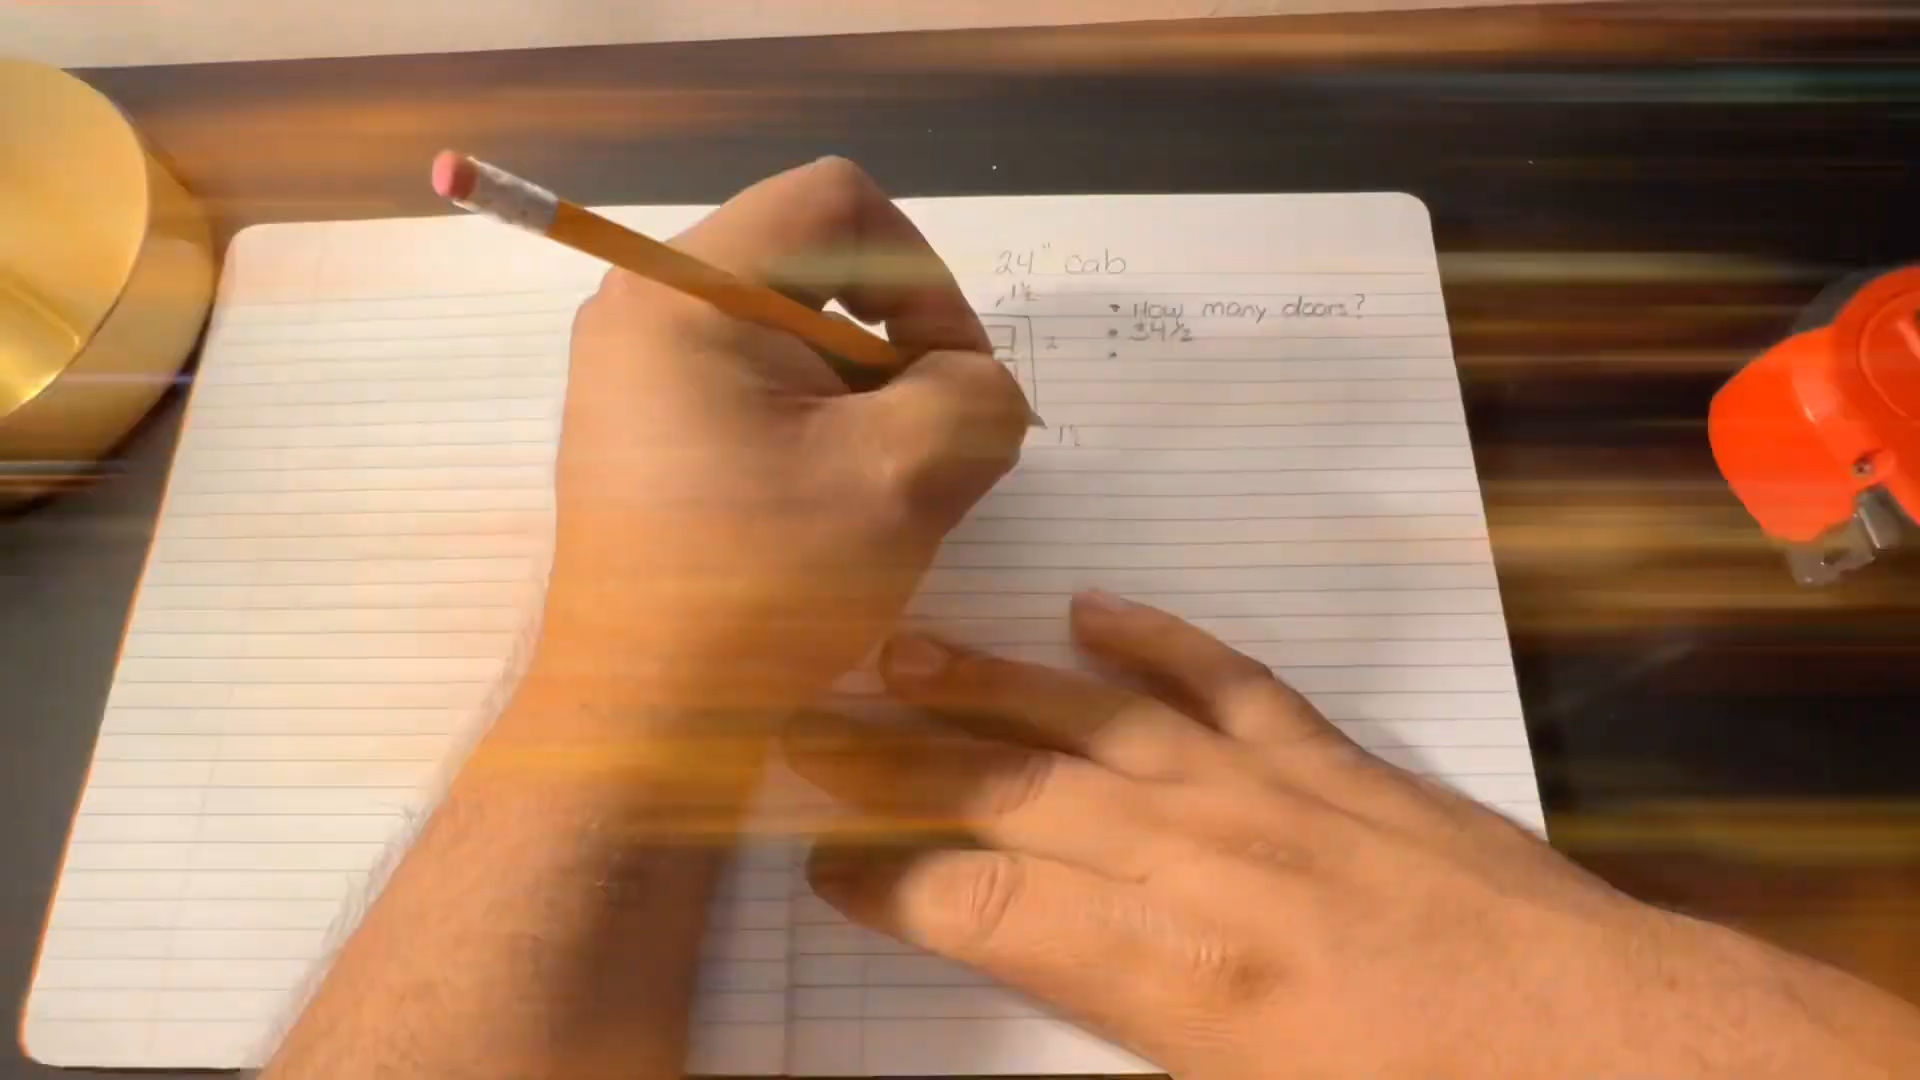 24" cab
1½
• How many doors?
2
• 34½
•
1½